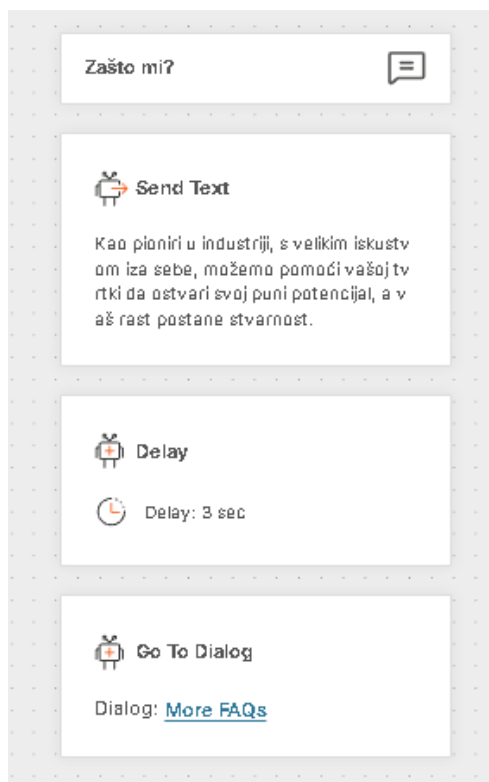 Zašto mi?
Send Text
Kao pioniri u industriji, s velikim iskustv
om iza sebe, možemo pomoći vašoj tv
rtki da ostvari svoj puni potencijal, a v
aš rast postane stvarnost.
Delay
Delay: 3 sec
Go To Dialog
Dialog: More FAQs